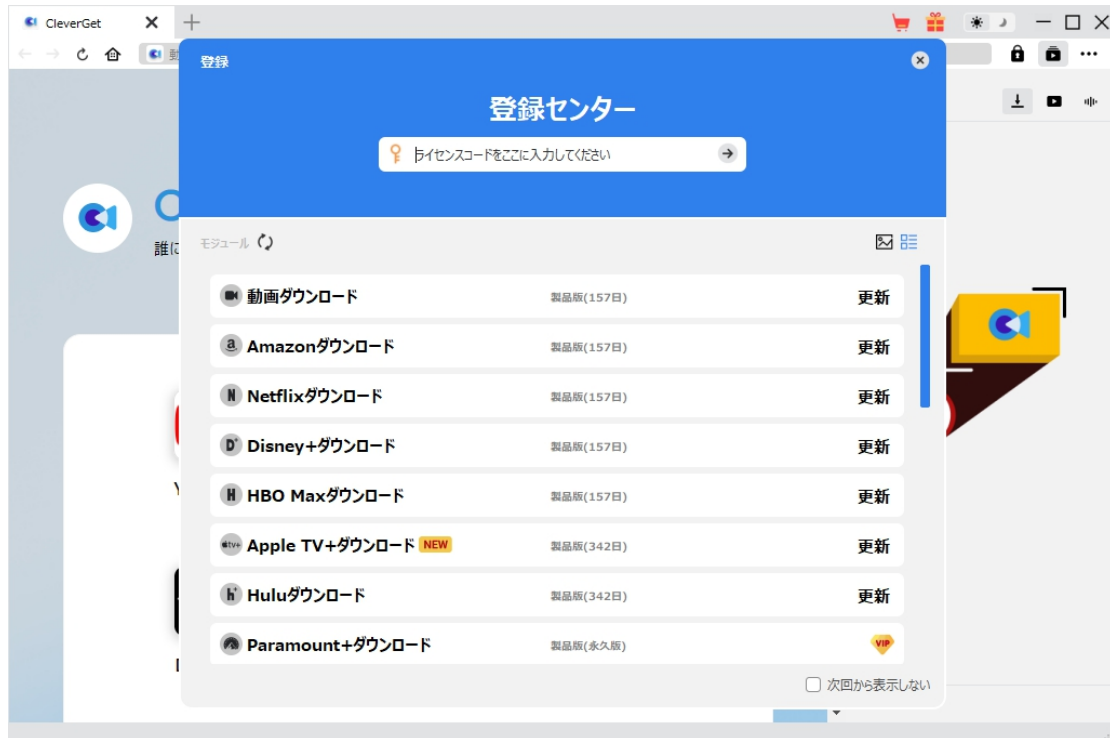 CleverGet
登録
登録センター
ライセンスコードをここに入力してください
誰に
モジュール
動画ダウンロード 製品版(157日) 更新
Amazonダウンロード 製品版(157日) 更新
Netflixダウンロード 製品版(157日) 更新
Disney+ダウンロード 製品版(157日) 更新
HBO Maxダウンロード 製品版(157日) 更新
Apple TV+ダウンロード NEW 製品版(342日) 更新
Huluダウンロード 製品版(342日) 更新
Paramount+ダウンロード 製品版(永久版) VIP
次回から表示しない